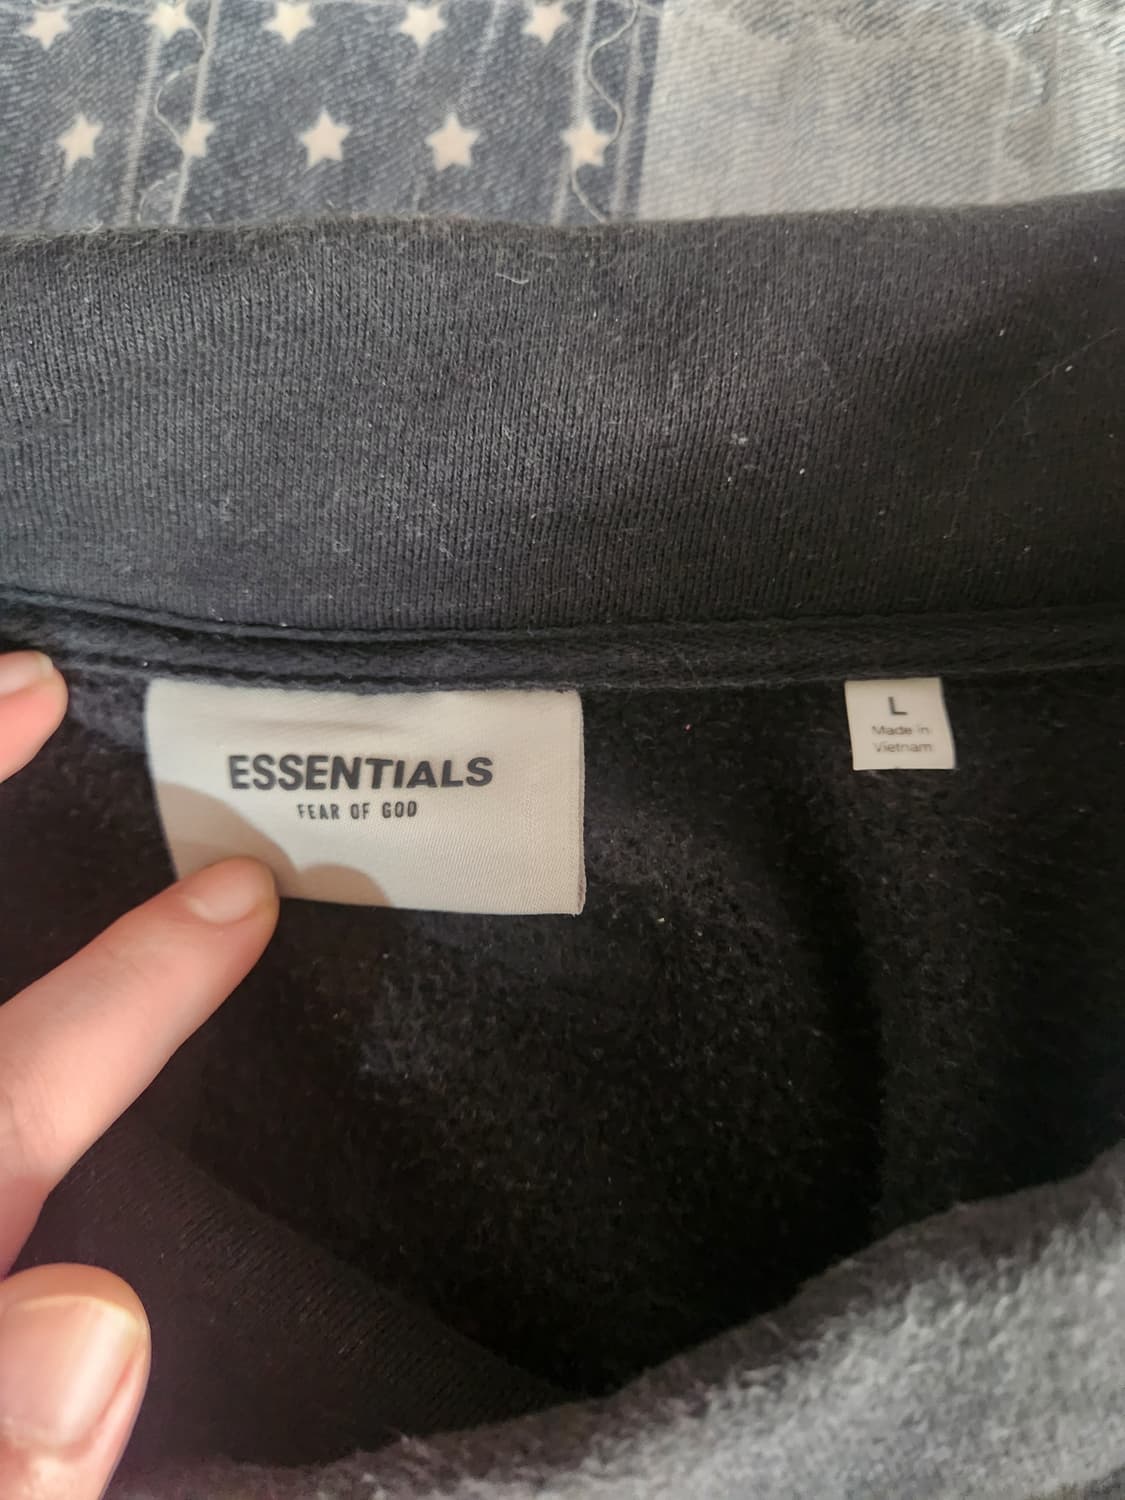 ESSENTIALS
FEAR OF GOD
L
Made in
Vietnam